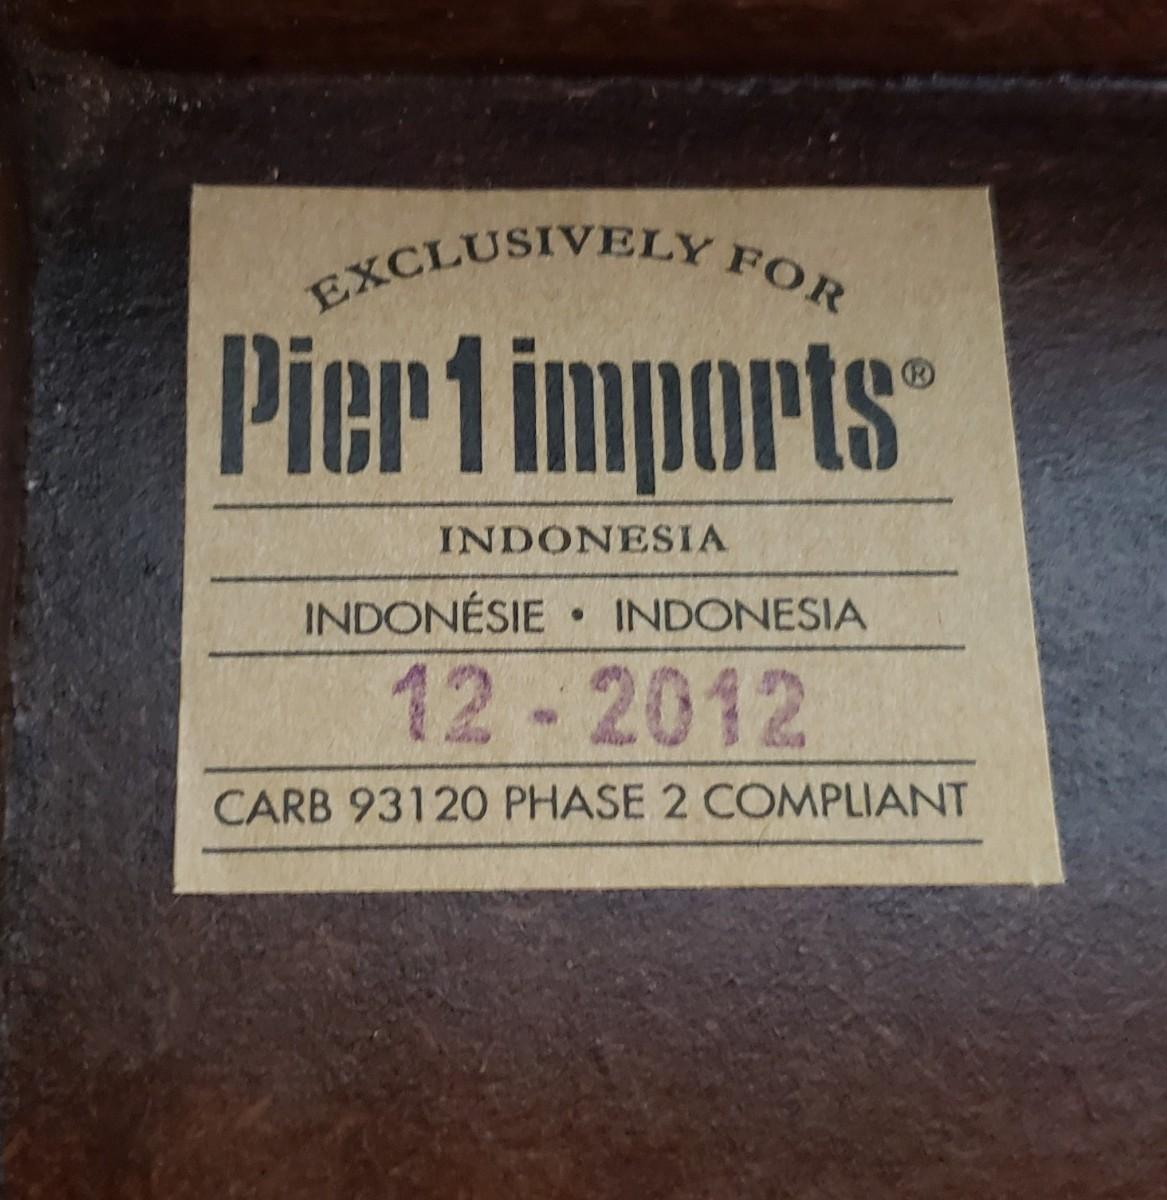 EXCLUSIVELY FOR
Pier 1 imports®
INDONESIA
INDONÉSIE • INDONESIA
12 - 2012
CARB 93120 PHASE 2 COMPLIANT